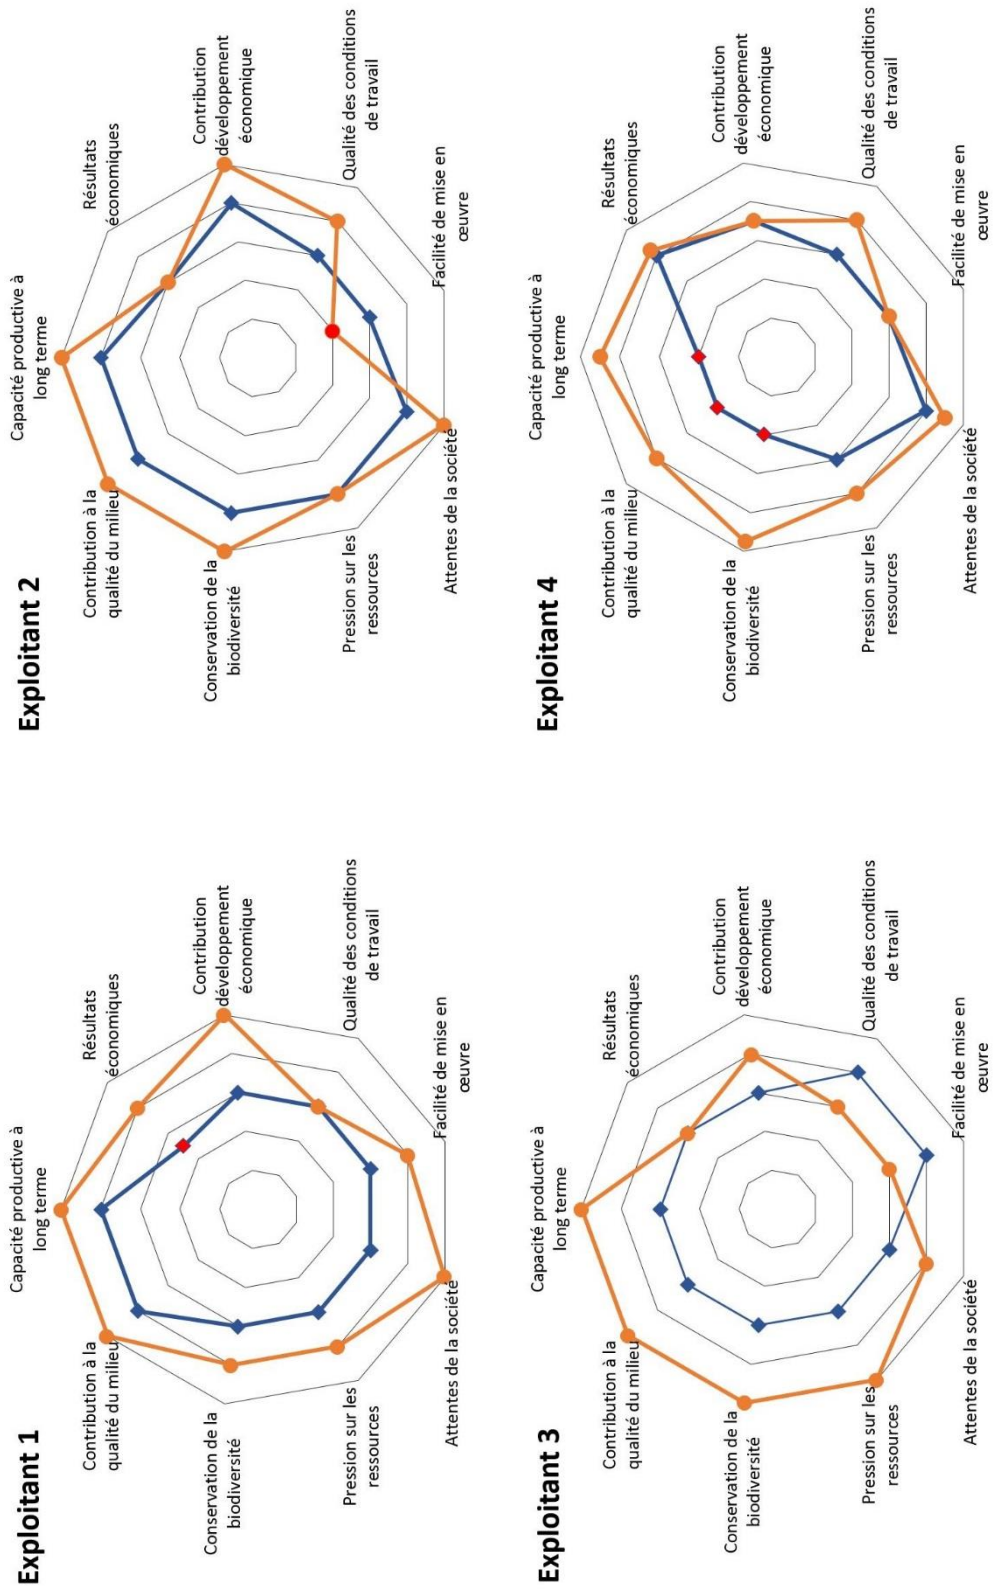 Exploitant 1
Capacité productive à
long terme
Résultats
économiques
Contribution
développement
économique
Qualité des conditions
de travail
Facilité de mise en
œuvre
Attentes de la société
Pression sur les
ressources
Conservation de la
biodiversité
Contribution à la
qualité du milieu
Exploitant 2
Capacité productive à
long terme
Résultats
économiques
Contribution
développement
économique
Qualité des conditions
de travail
Facilité de mise en
œuvre
Attentes de la société
Pression sur les
ressources
Conservation de la
biodiversité
Contribution à la
qualité du milieu
Exploitant 3
Capacité productive à
long terme
Résultats
économiques
Contribution
développement
économique
Qualité des conditions
de travail
Facilité de mise en
œuvre
Attentes de la société
Pression sur les
ressources
Conservation de la
biodiversité
Contribution à la
qualité du milieu
Exploitant 4
Capacité productive à
long terme
Résultats
économiques
Contribution
développement
économique
Qualité des conditions
de travail
Facilité de mise en
œuvre
Attentes de la société
Pression sur les
ressources
Conservation de la
biodiversité
Contribution à la
qualité du milieu